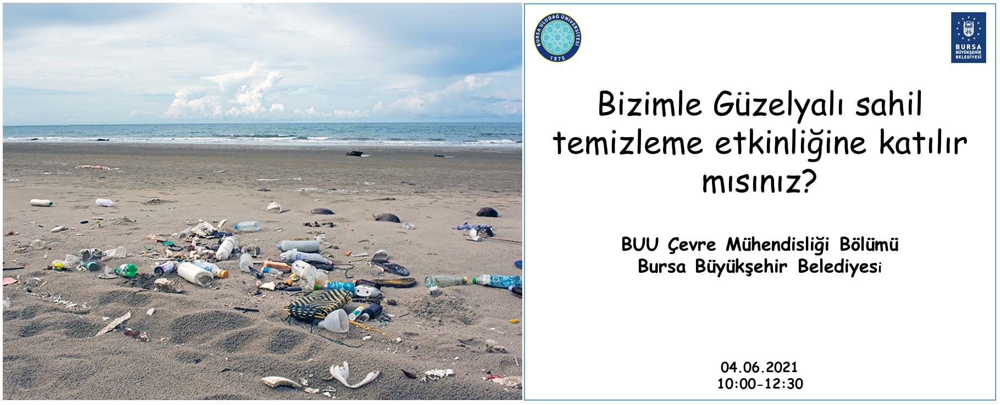 BURSA ULUDAĞ ÜNİVERSİTESİ
1975
BURSA
BÜYÜKŞEHİR
BELEDİYESİ
Bizimle Güzelyalı sahil
temizleme etkinliğine katılır
mısınız?
BUU Çevre Mühendisliği Bölümü
Bursa Büyükşehir Belediyesi
04.06.2021
10:00-12:30